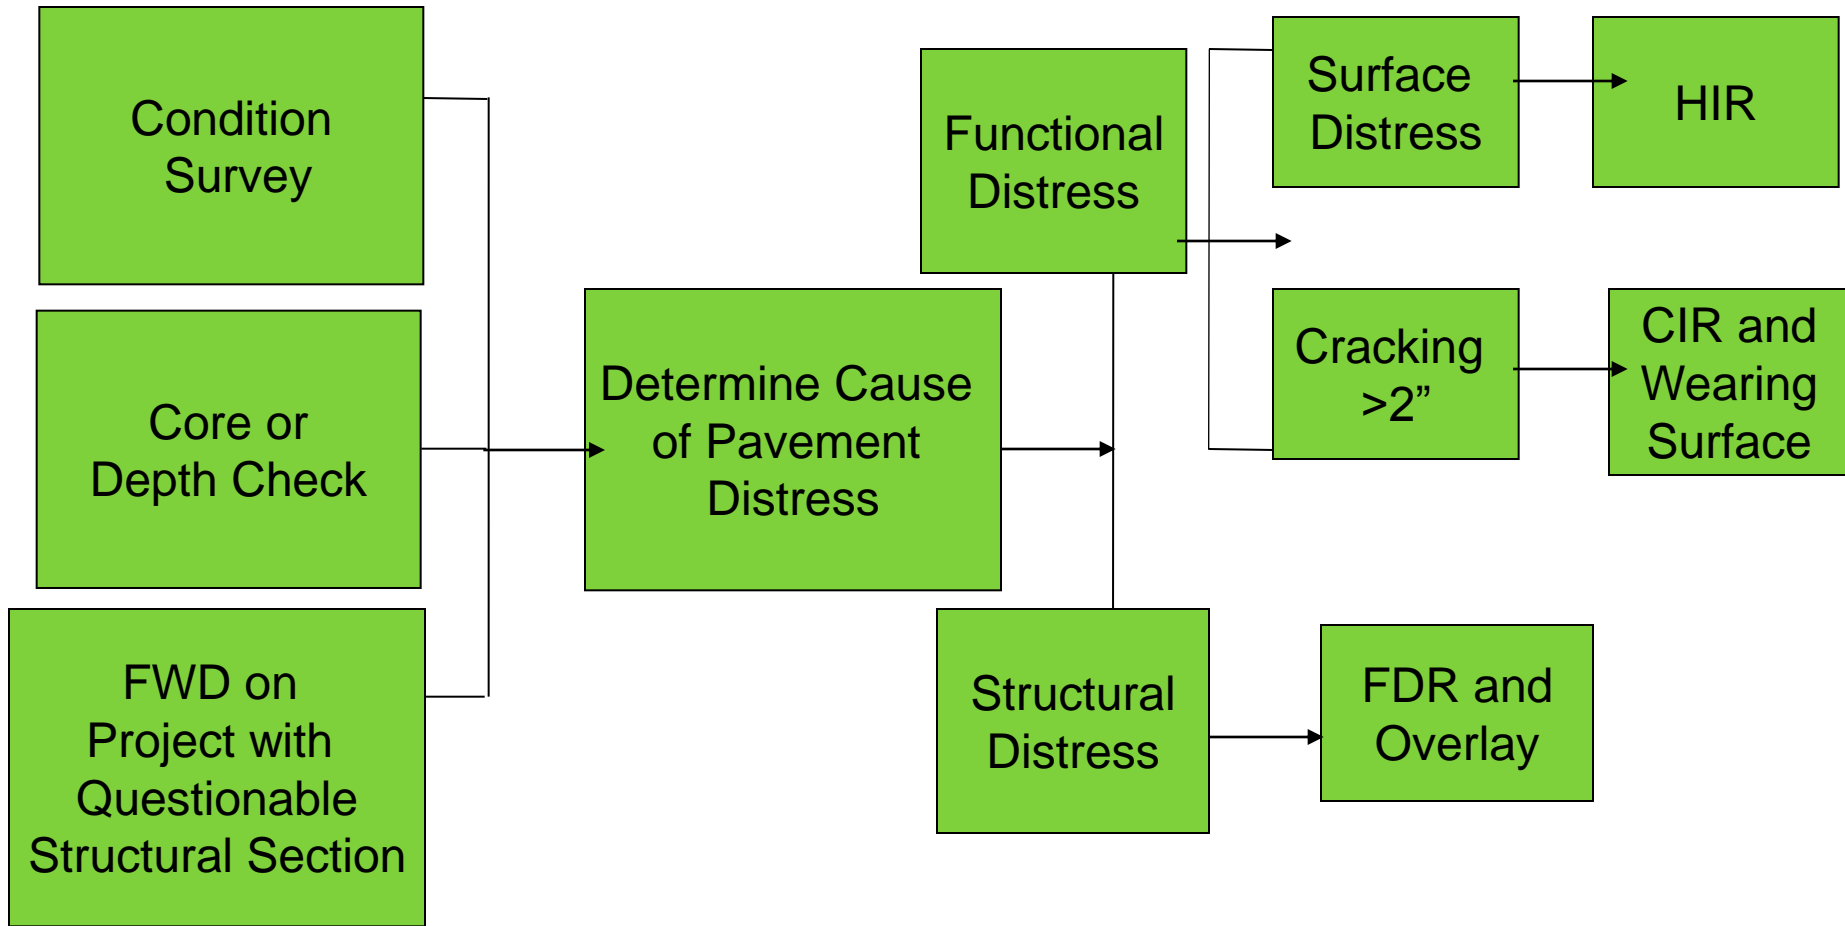 Condition
Survey
Core or
Depth Check
FWD on
Project with
Questionable
Structural Section
Determine Cause
of Pavement
Distress
Functional
Distress
Structural
Distress
Surface
Distress
HIR
Cracking
>2”
CIR and
Wearing
Surface
FDR and
Overlay